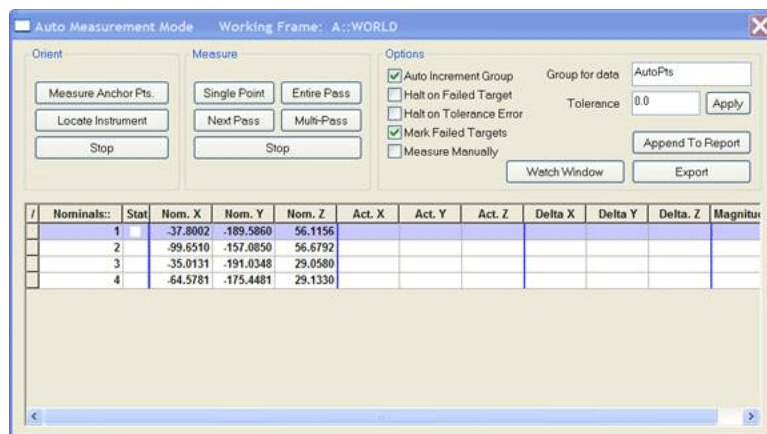 Auto Measurement Mode Working Frame: A::WORLD
Orient
Measure Anchor Pts.
Locate Instrument
Stop
Measure
Single Point Entire Pass
Next Pass Multi-Pass
Stop
Options
Auto Increment Group
Halt on Failed Target
Halt on Tolerance Error
Mark Failed Targets
Measure Manually
Group for data AutoPts
Tolerance 0.0 Apply
Append To Report
Watch Window Export
/ Nominals:: Stat Nom. X Nom. Y Nom. Z Act. X Act. Y Act. Z Delta X Delta Y Delta. Z Magnitu
1 -37.8002 -189.5860 56.1156
2 -99.6510 -157.0850 56.6792
3 -35.0131 -191.0348 29.0580
4 -64.5781 -175.4481 29.1330